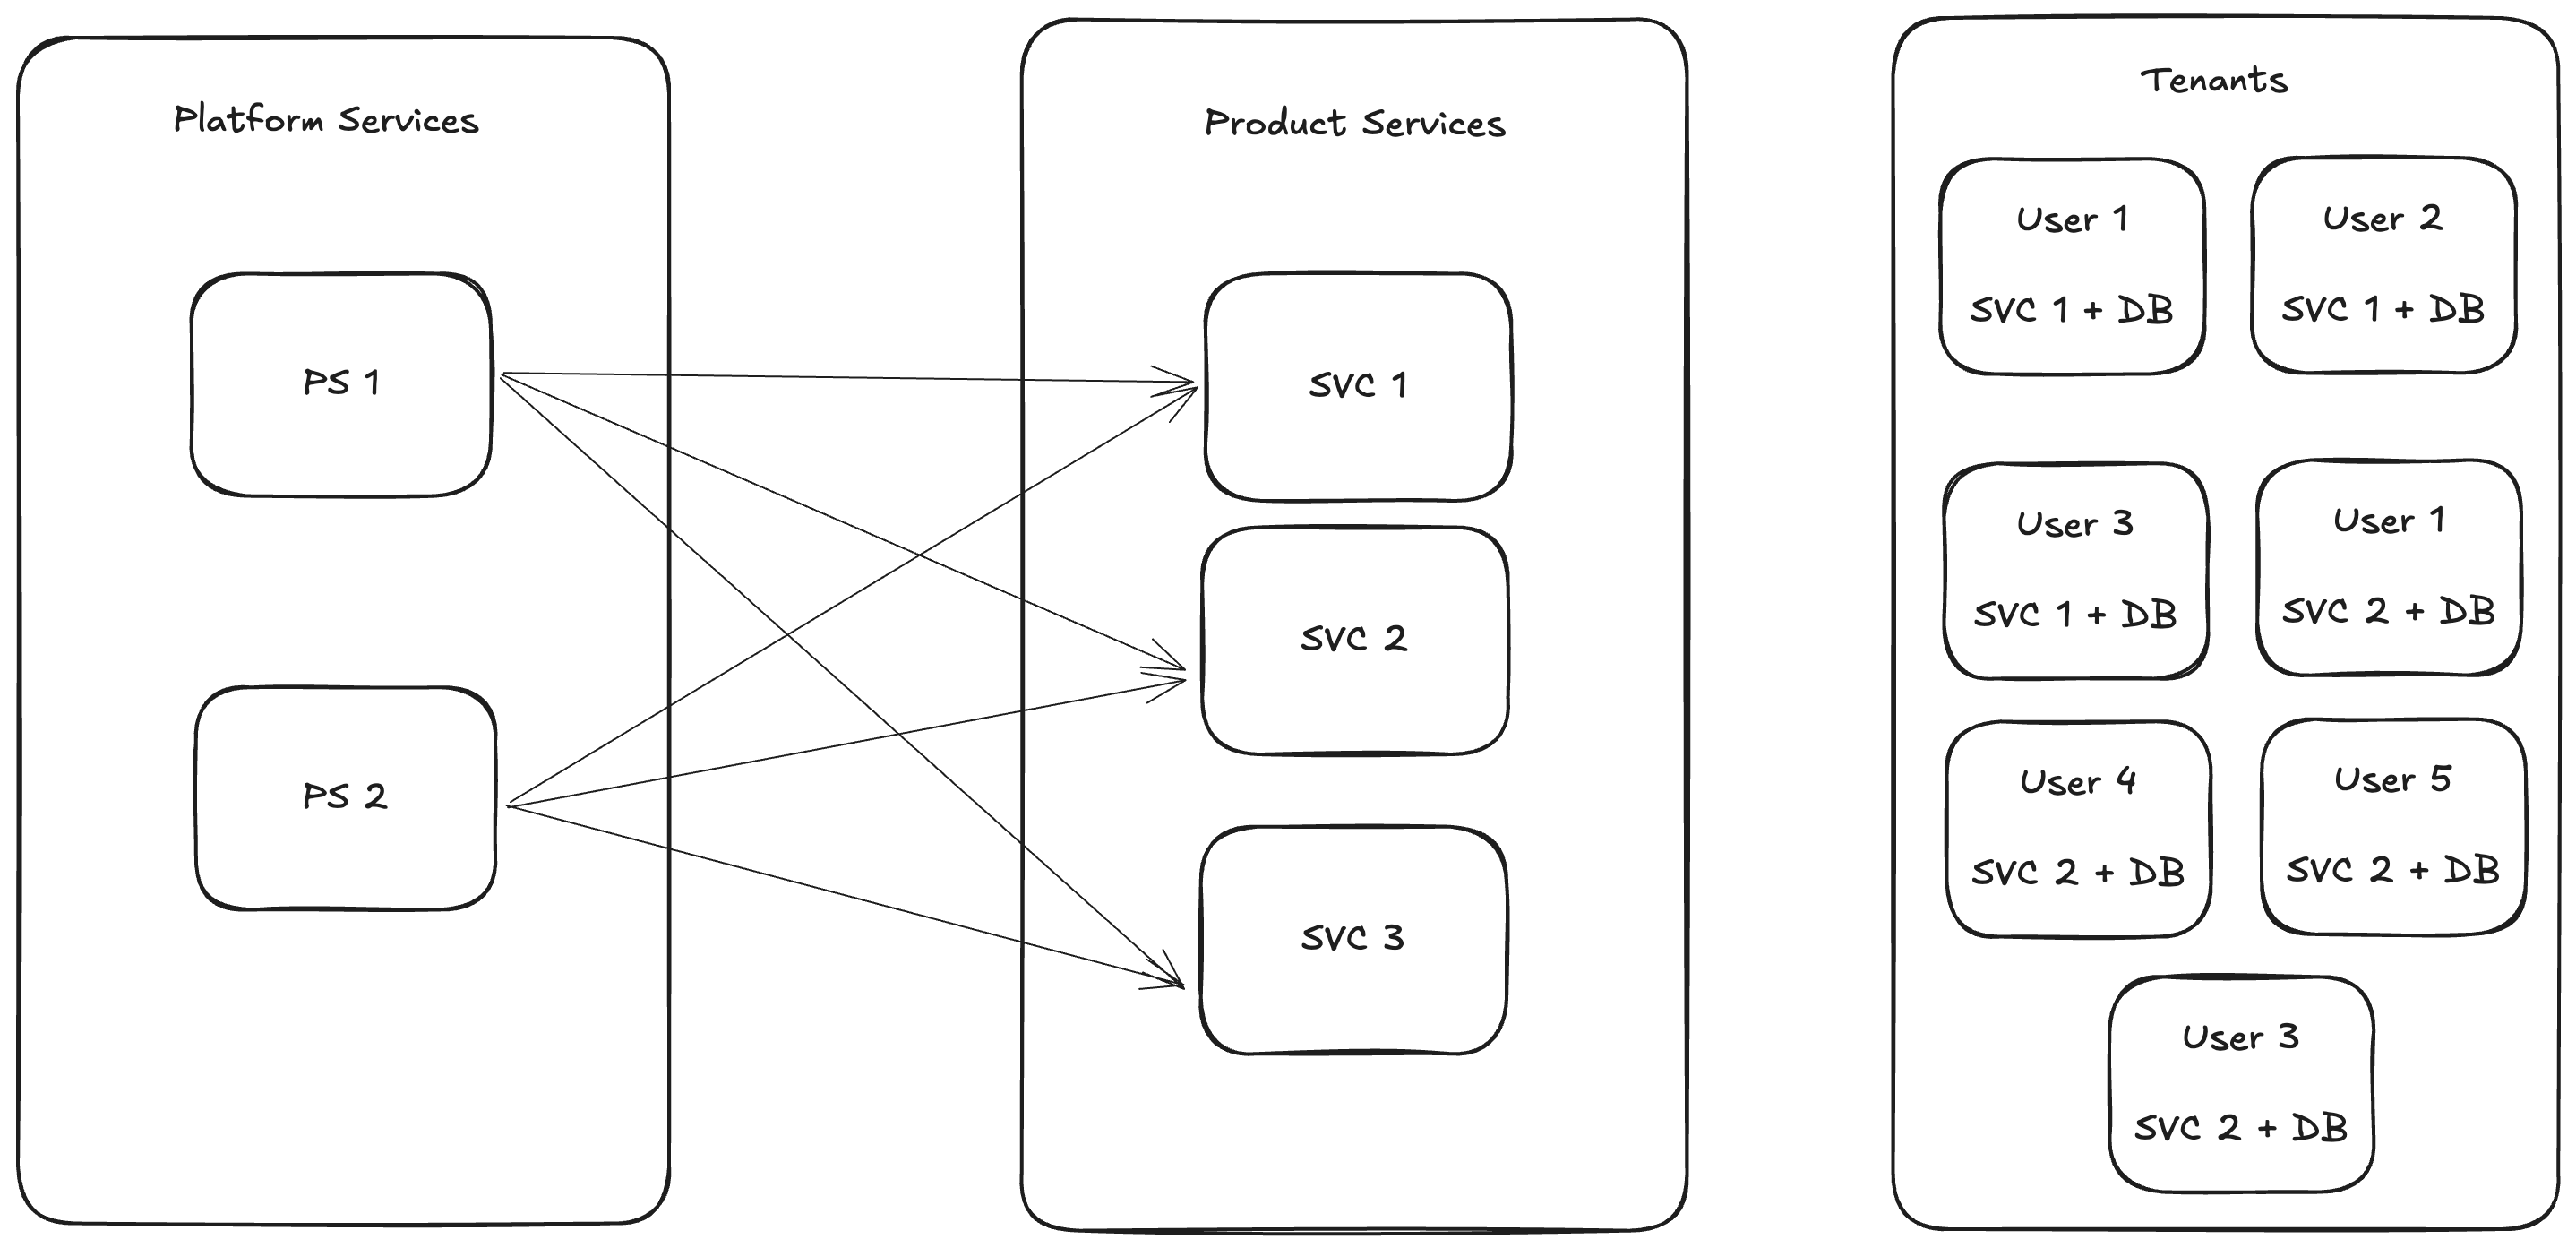 Platform Services
PS 1
PS 2
Product Services
SVC 1
SVC 2
SVC 3
Tenants
User 1
SVC 1 + DB
User 2
SVC 1 + DB
User 3
SVC 1 + DB
User 1
SVC 2 + DB
User 4
SVC 2 + DB
User 5
SVC 2 + DB
User 3
SVC 2 + DB